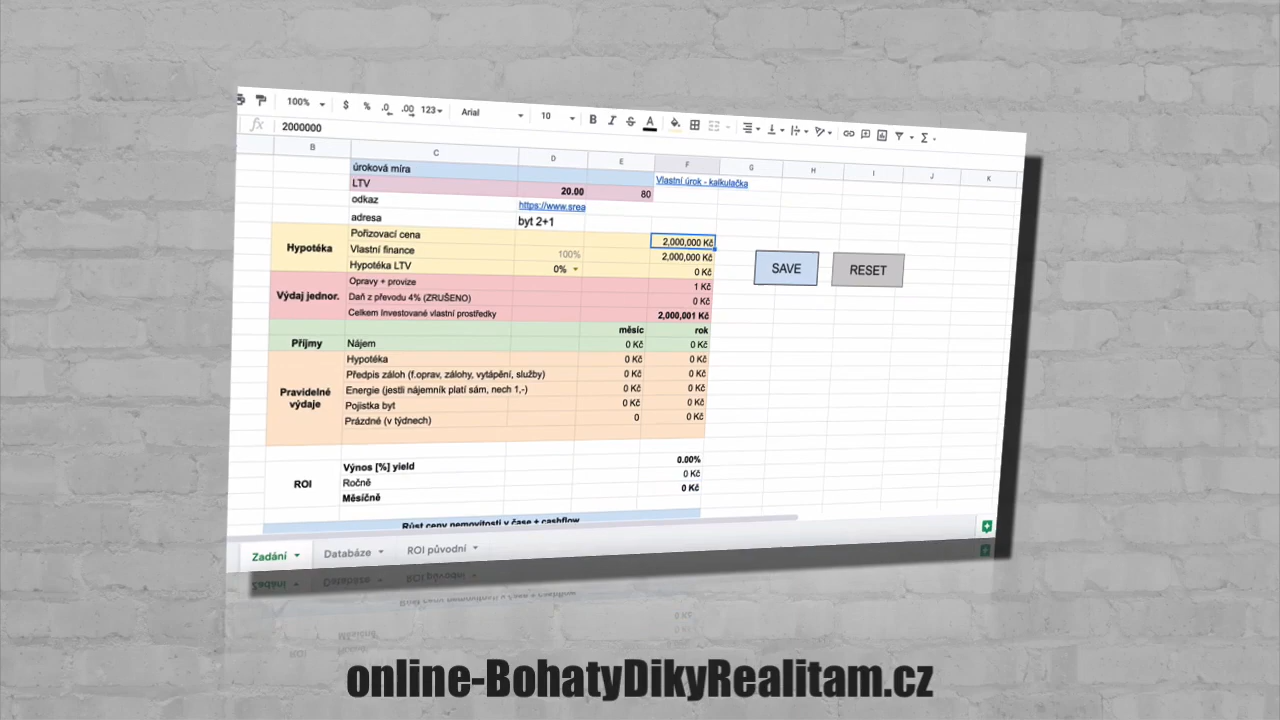 100% $ % .0 .00 123 Arial 10 B I S A
fx 2000000
B C D E F G H I J K
úroková míra
Vlastní úrok - kalkulačka
LTV 20.00 80
odkaz https://www.srea
adresa byt 2+1
Pořizovací cena 2,000,000 Kč
Hypotéka Vlastní finance 100% 2,000,000 Kč
Hypotéka LTV 0% 0 Kč
SAVE RESET
Opravy + provize 1 Kč
Výdaj jednor. Daň z převodu 4% (ZRUŠENO) 0 Kč
Celkem Investované vlastní prostředky 2,000,001 Kč
měsíc rok
Příjmy Nájem 0 Kč 0 Kč
Hypotéka 0 Kč 0 Kč
Předpis záloh (f.oprav, zálohy, vytápění, služby) 0 Kč 0 Kč
Pravidelné výdaje Energie (jestli nájemník platí sám, nech 1,-) 0 Kč 0 Kč
Pojistka byt 0 Kč 0 Kč
Prázdné (v týdnech) 0 0 Kč
Výnos [%] yield 0.00%
ROI Ročně 0 Kč
Měsíčně 0 Kč
Růst ceny nemovitosti v čase + cashflow
Zadání Databáze ROI původní
online-BohatyDikyRealitam.cz